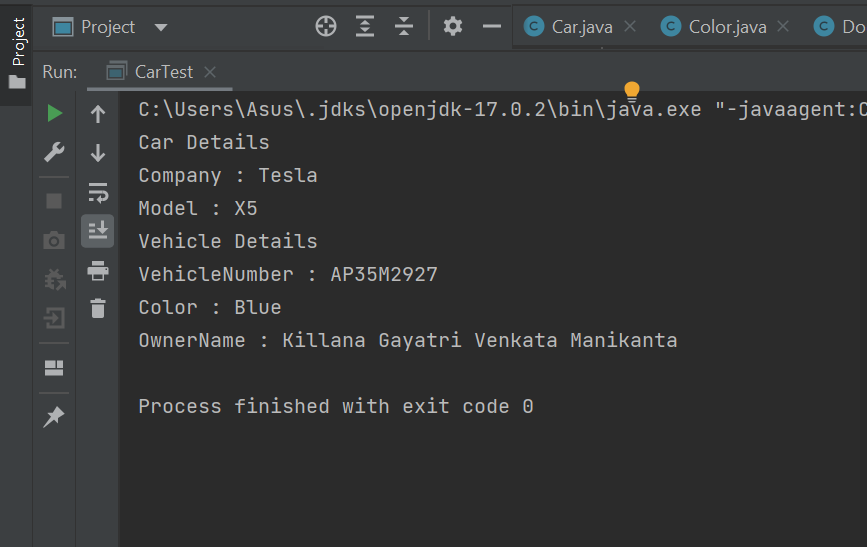 Project
Project
Car.java
Color.java
Do
Run:
CarTest
C:\Users\Asus\.jdks\openjdk-17.0.2\bin\java.exe "-javaagent:C
Car Details
Company : Tesla
Model : X5
Vehicle Details
VehicleNumber : AP35M2927
Color : Blue
OwnerName : Killana Gayatri Venkata Manikanta
Process finished with exit code 0